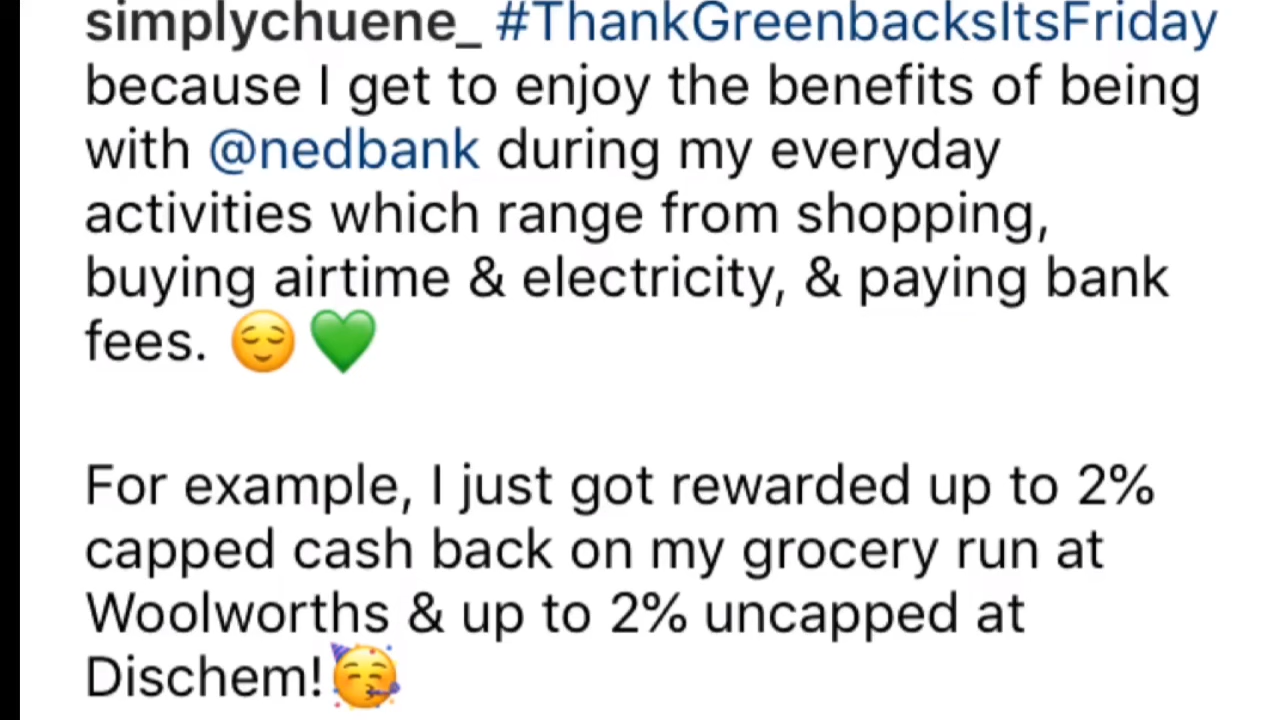 simplychuene_ #ThankGreenbacksItsFriday
because I get to enjoy the benefits of being
with @nedbank during my everyday
activities which range from shopping,
buying airtime & electricity, & paying bank
fees. 😌💚
For example, I just got rewarded up to 2%
capped cash back on my grocery run at
Woolworths & up to 2% uncapped at
Dischem!🥳